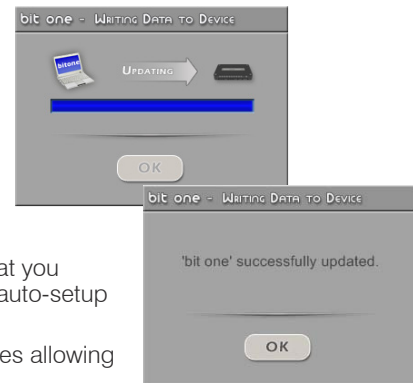 bit one - Writing Data to Device
bitone
Updating
OK
bit one - Writing Data to Device
'bit one' successfully updated.
OK
at you
auto-setup
es allowing